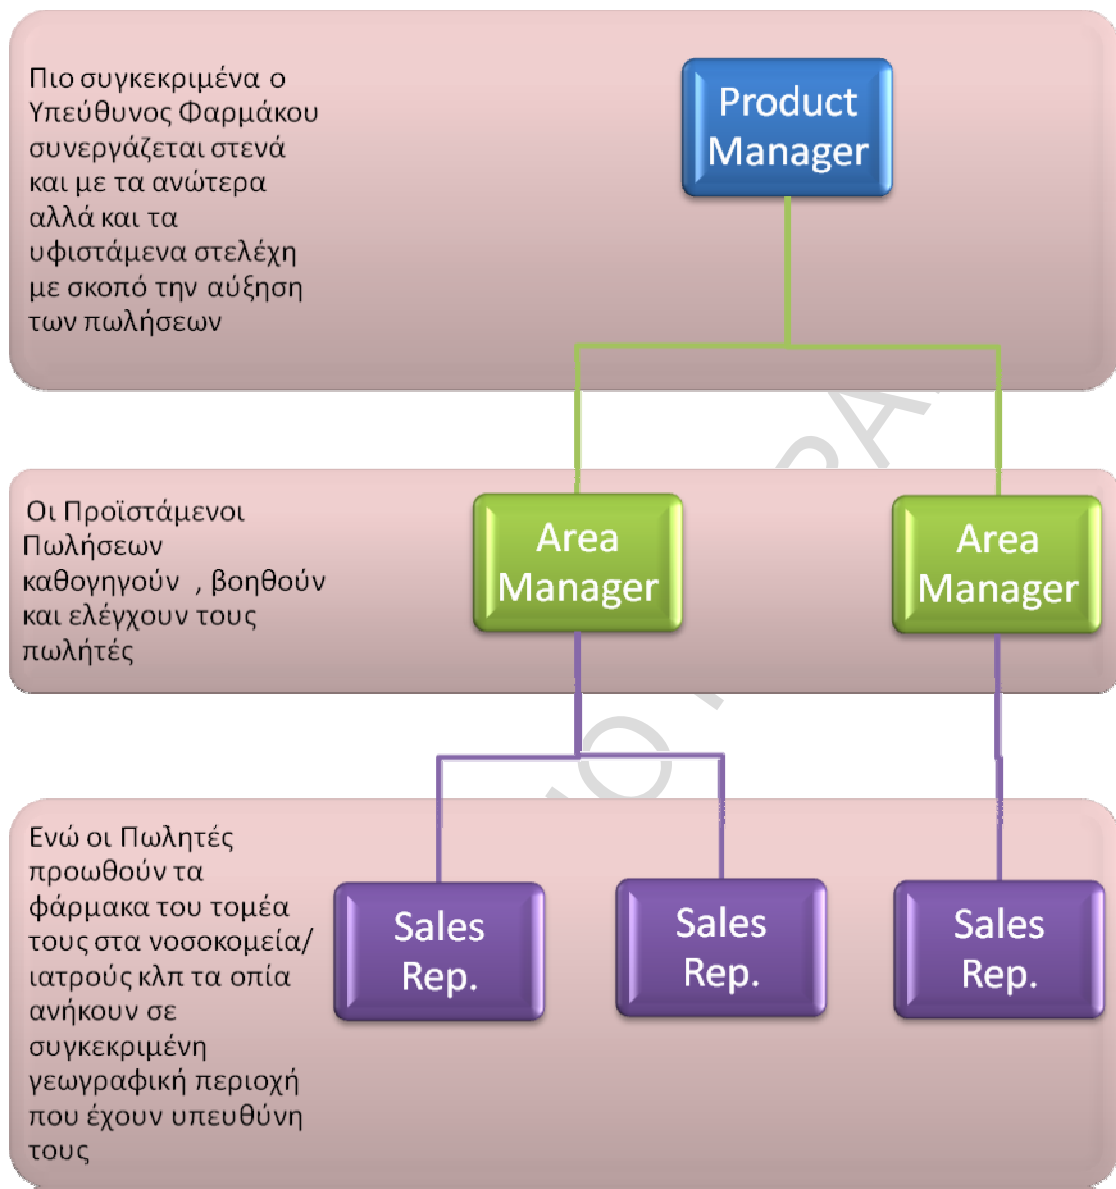 Πιο συγκεκριμένα ο
Υπεύθυνος Φαρμάκου
συνεργάζεται στενά
και με τα ανώτερα
αλλά και τα
υφιστάμενα στελέχη
με σκοπό την αύξηση
των πωλήσεων
Product
Manager
Οι Προϊστάμενοι
Πωλήσεων
καθογηγούν , βοηθούν
και ελέγχουν τους
πωλήτές
Area
Manager
Area
Manager
Ενώ οι Πωλητές
προωθούν τα
φάρμακα του τομέα
τους στα νοσοκομεία/
ιατρούς κλπ τα οπία
ανήκουν σε
συγκεκριμένη
γεωγραφική περιοχή
που έχουν υπευθύνη
τους
Sales
Rep.
Sales
Rep.
Sales
Rep.